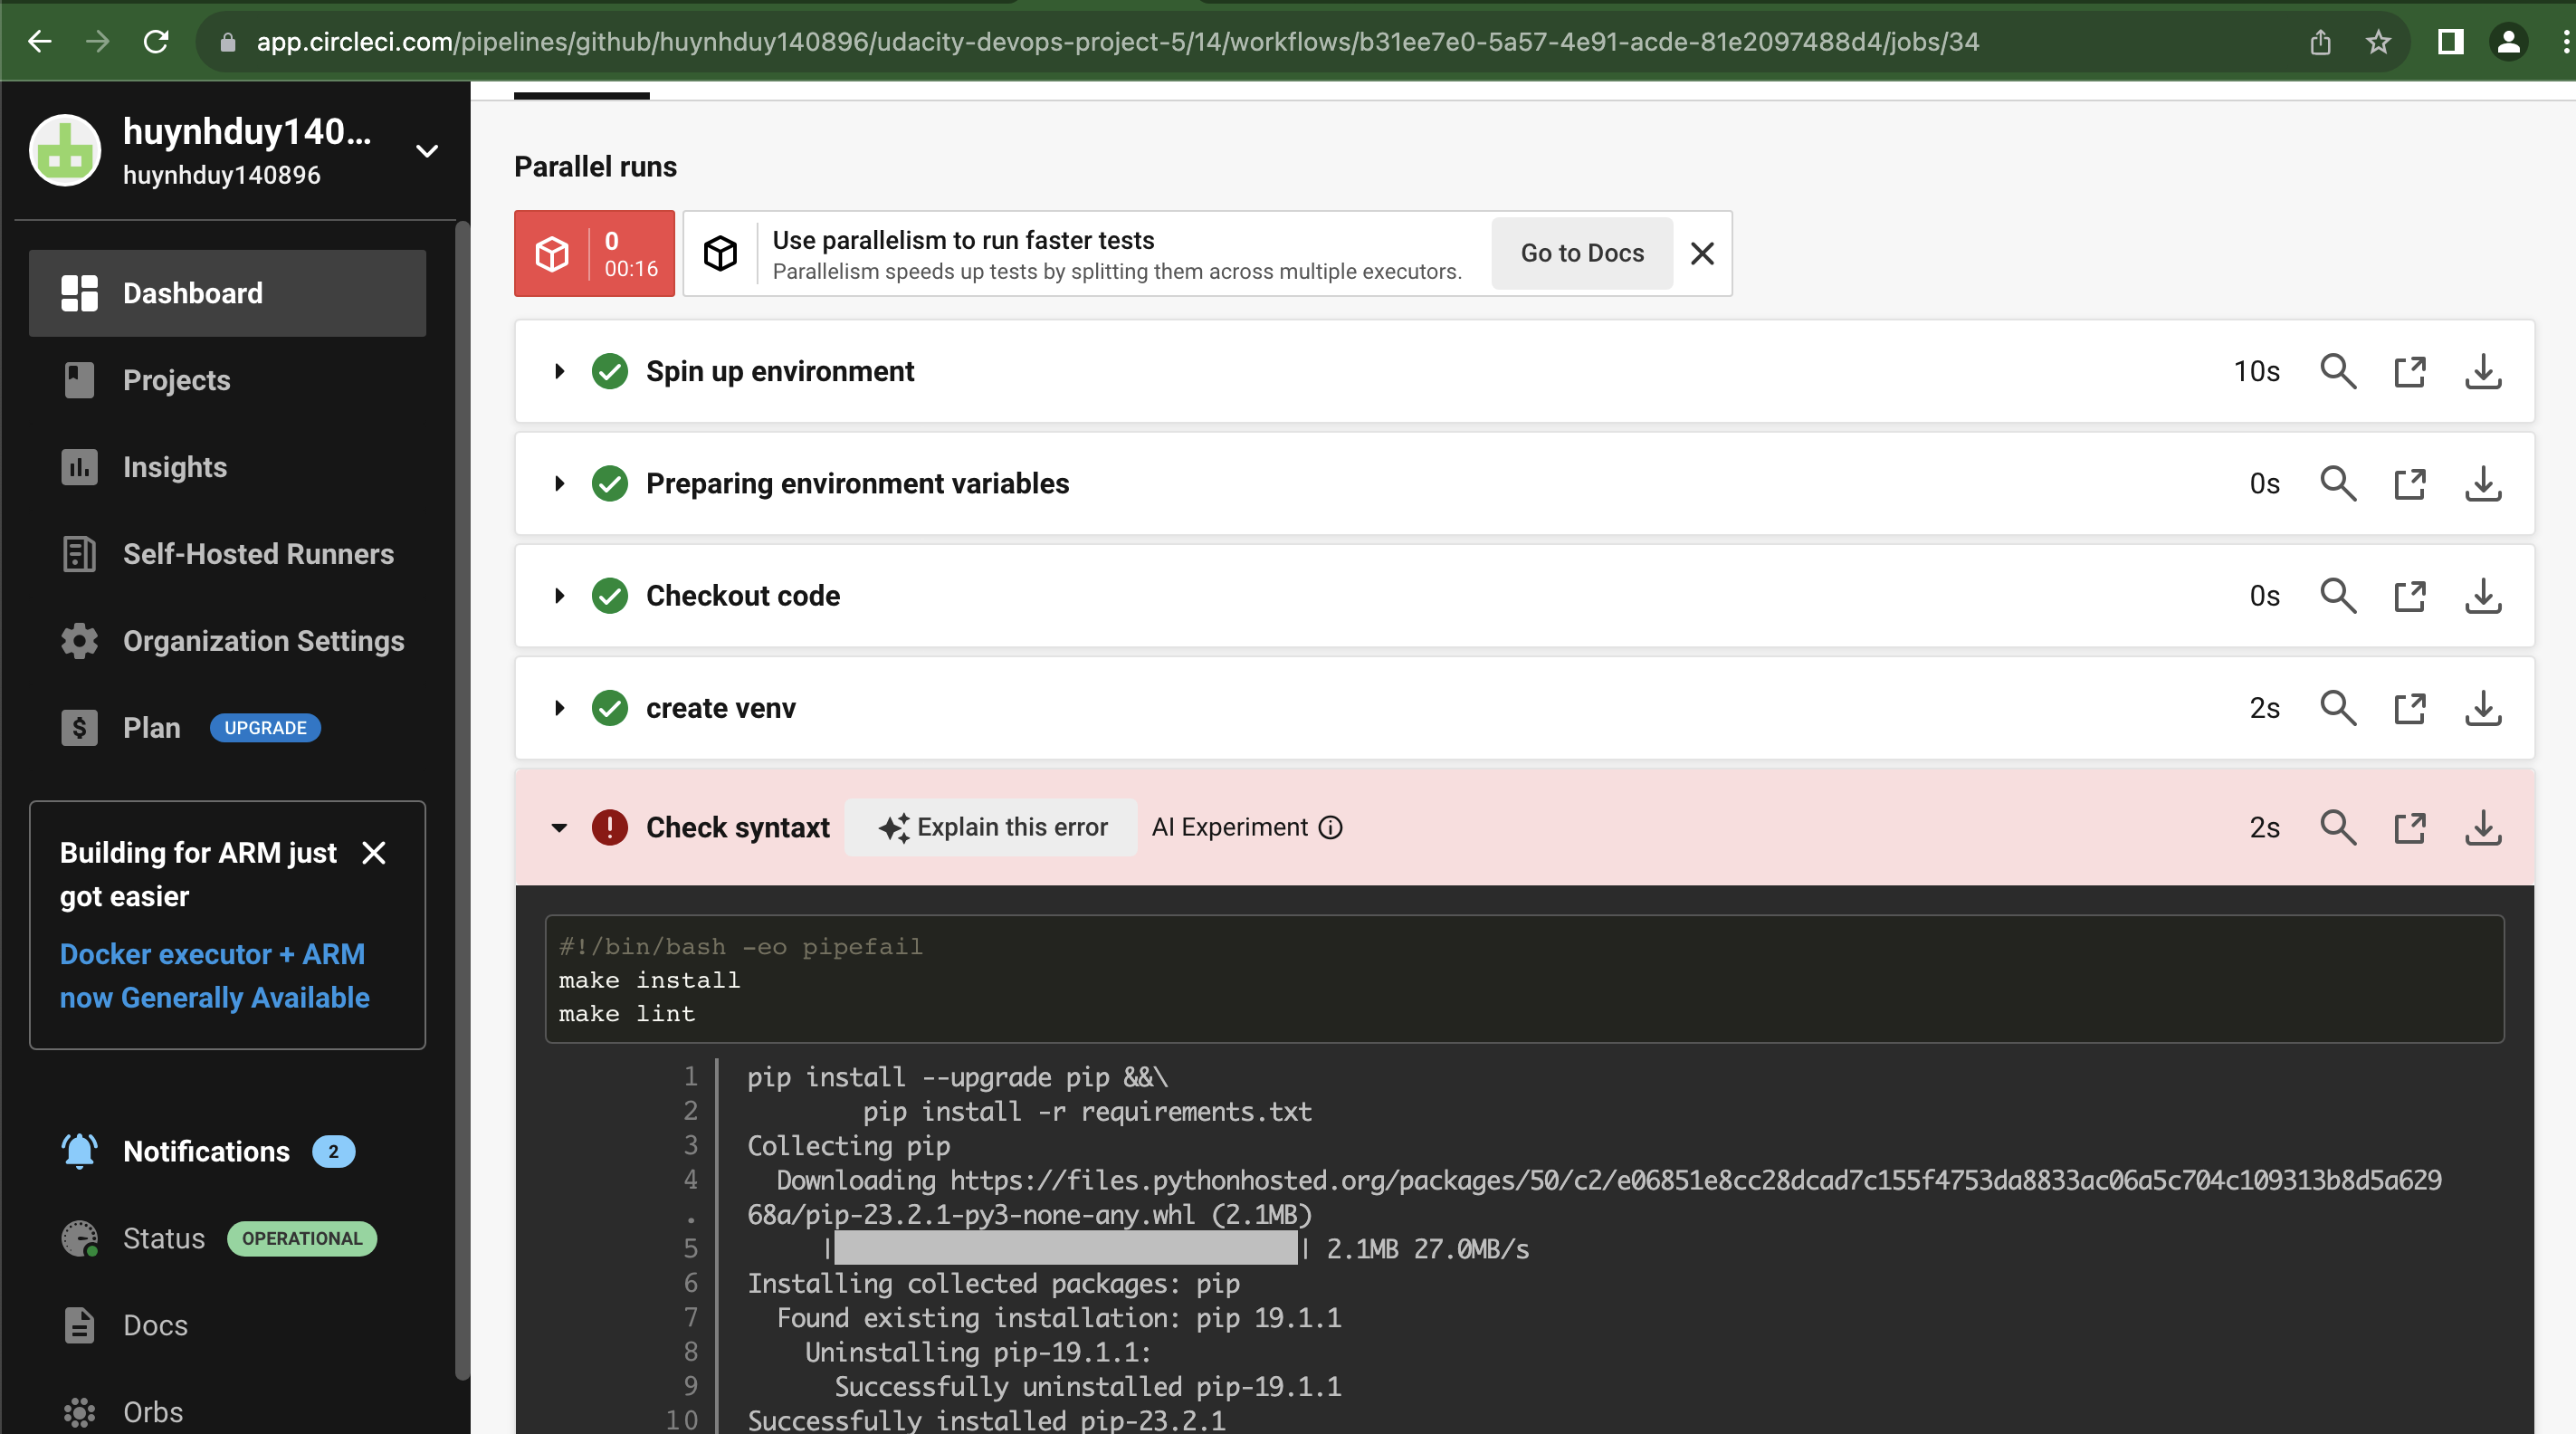 app.circleci.com/pipelines/github/huynhduy140896/udacity-devops-project-5/14/workflows/b31ee7e0-5a57-4e91-acde-81e2097488d4/jobs/34
huynhduy140...
huynhduy140896
Dashboard
Projects
Insights
Self-Hosted Runners
Organization Settings
Plan UPGRADE
Building for ARM just
got easier
Docker executor + ARM
now Generally Available
Notifications 2
Status OPERATIONAL
Docs
Orbs
Parallel runs
0
00:16
Use parallelism to run faster tests
Parallelism speeds up tests by splitting them across multiple executors.
Go to Docs
Spin up environment 10s
Preparing environment variables 0s
Checkout code 0s
create venv 2s
Check syntaxt Explain this error AI Experiment 2s
#!/bin/bash -eo pipefail
make install
make lint
1 pip install --upgrade pip &&\
2 pip install -r requirements.txt
3 Collecting pip
4 Downloading https://files.pythonhosted.org/packages/50/c2/e06851e8cc28dcad7c155f4753da8833ac06a5c704c109313b8d5a629
. 68a/pip-23.2.1-py3-none-any.whl (2.1MB)
5 | | 2.1MB 27.0MB/s
6 Installing collected packages: pip
7 Found existing installation: pip 19.1.1
8 Uninstalling pip-19.1.1:
9 Successfully uninstalled pip-19.1.1
10 Successfully installed pip-23.2.1